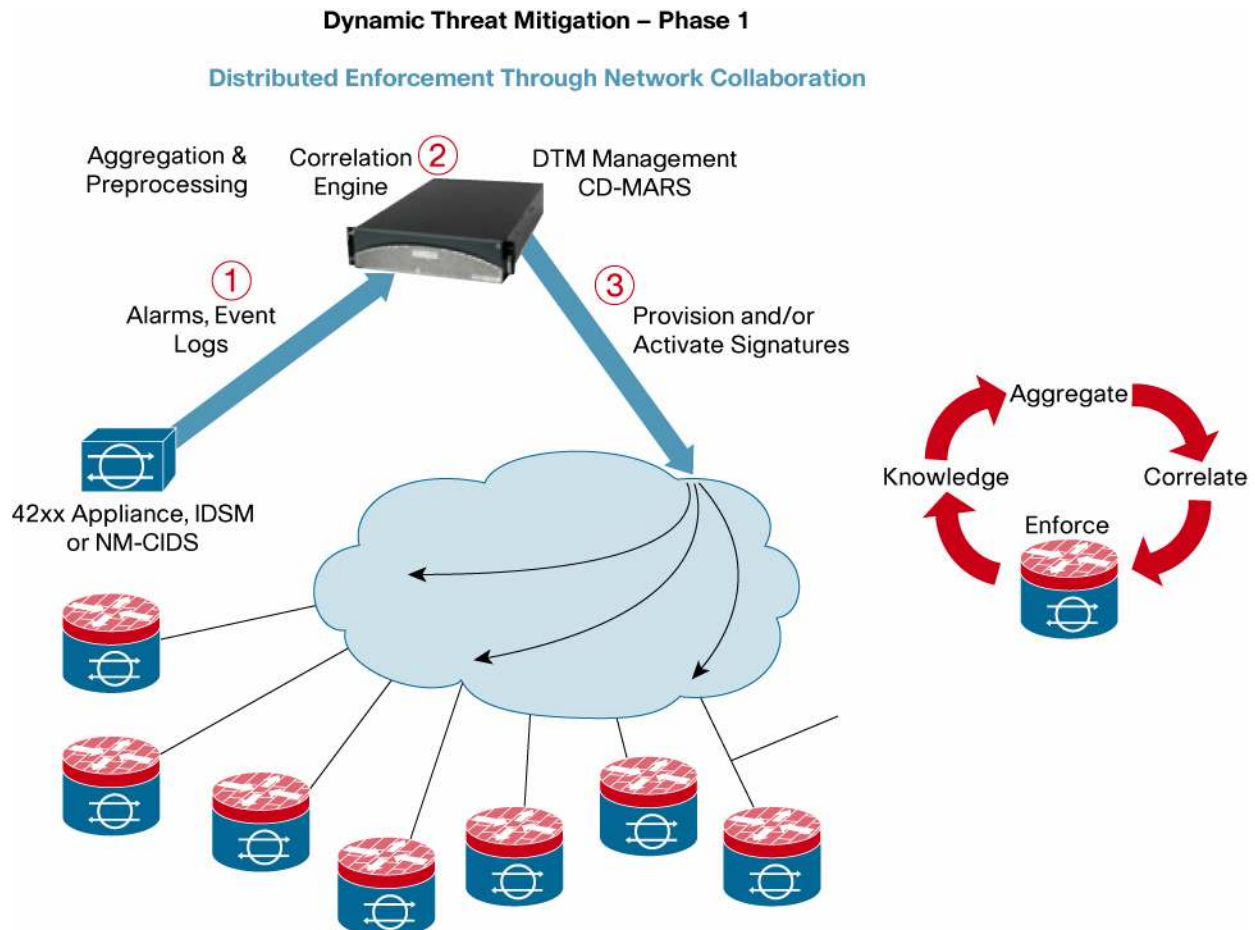 Dynamic Threat Mitigation – Phase 1
Distributed Enforcement Through Network Collaboration
Aggregation &
Preprocessing
Correlation
Engine
2
DTM Management
CD-MARS
1
Alarms, Event
Logs
3
Provision and/or
Activate Signatures
42xx Appliance, IDSM
or NM-CIDS
Aggregate
Knowledge
Correlate
Enforce